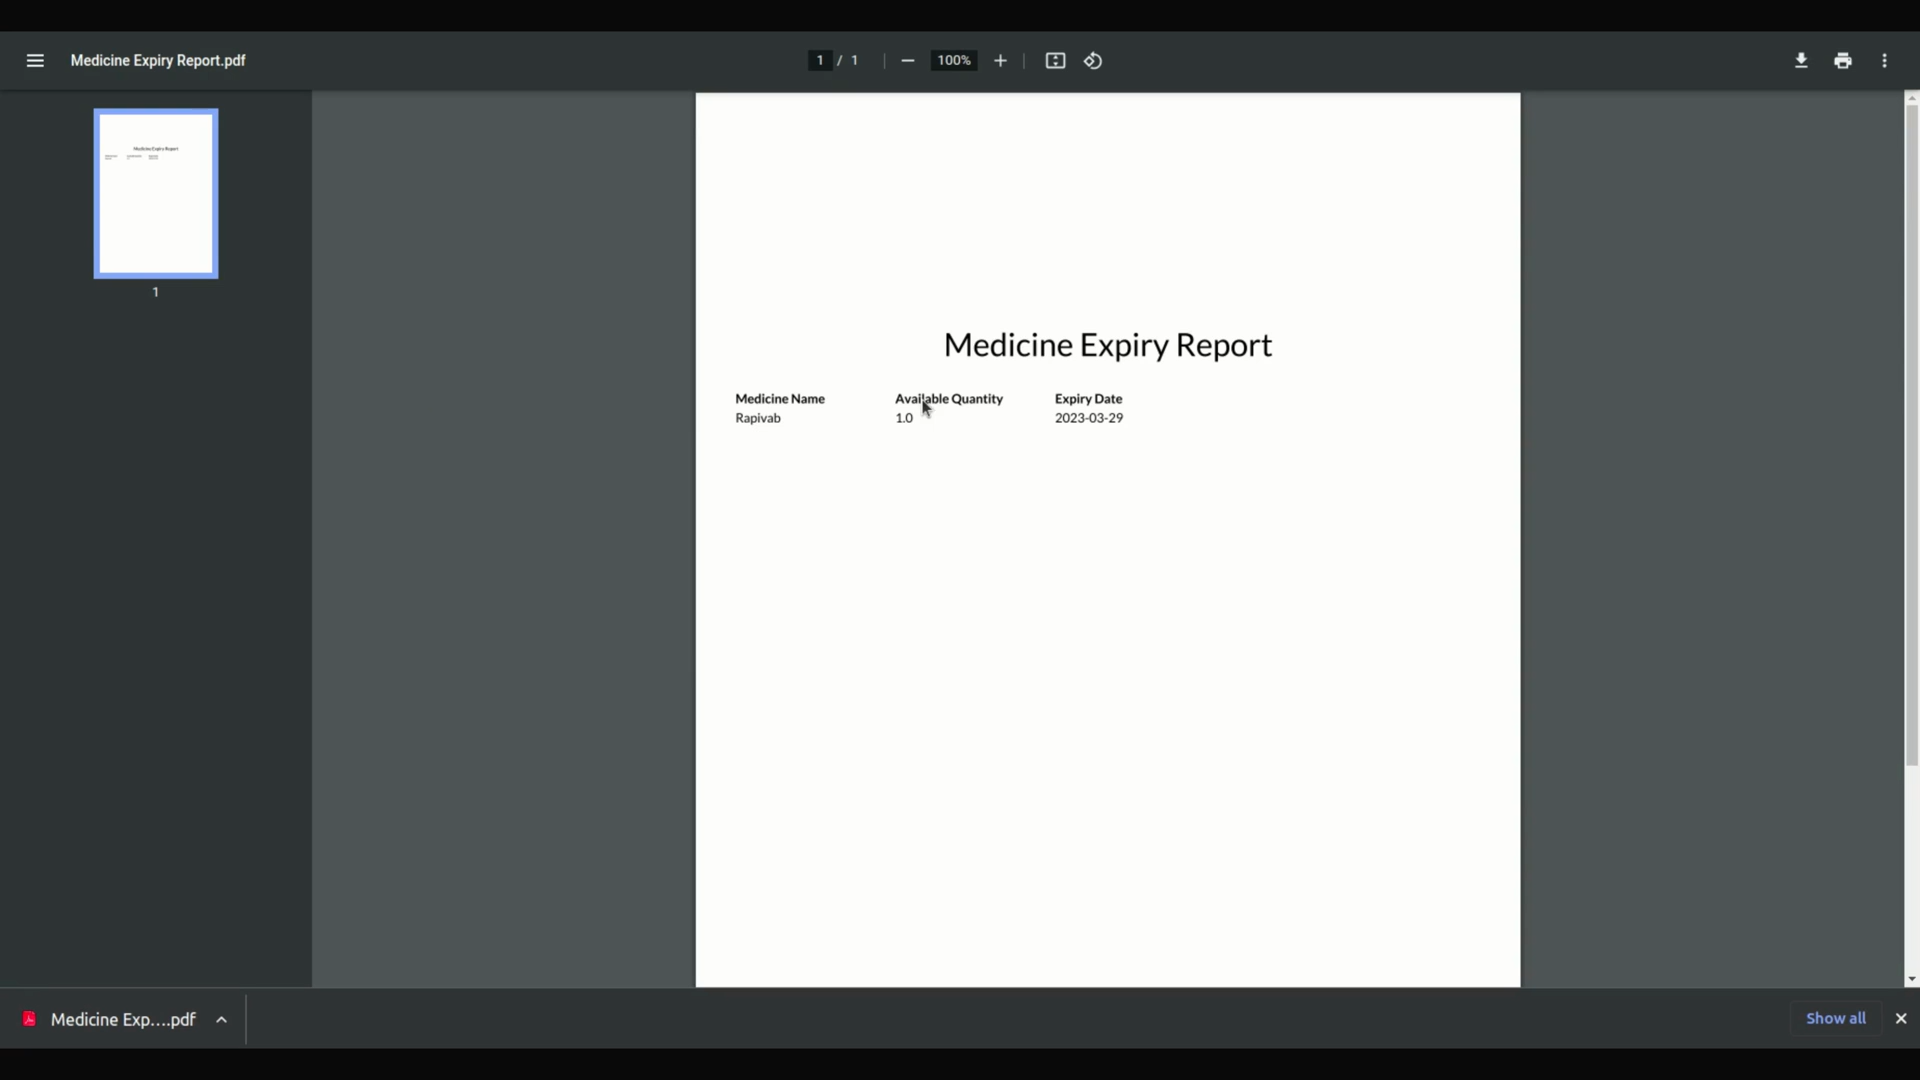 Medicine Expiry Report.pdf
1 / 1
100%
1
Medicine Expiry Report
Medicine Name Available Quantity Expiry Date
Rapivab 1.0 2023-03-29
Medicine Exp....pdf
Show all